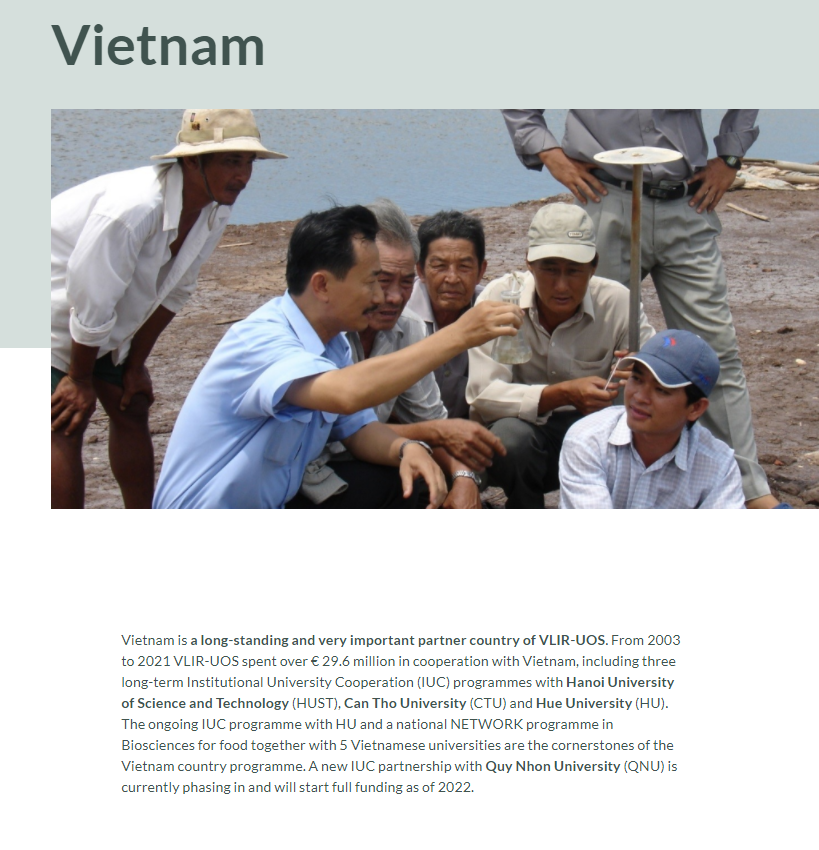 Vietnam
Vietnam is a long-standing and very important partner country of VLIR-UOS. From 2003
to 2021 VLIR-UOS spent over € 29.6 million in cooperation with Vietnam, including three
long-term Institutional University Cooperation (IUC) programmes with Hanoi University
of Science and Technology (HUST), Can Tho University (CTU) and Hue University (HU).
The ongoing IUC programme with HU and a national NETWORK programme in
Biosciences for food together with 5 Vietnamese universities are the cornerstones of the
Vietnam country programme. A new IUC partnership with Quy Nhon University (QNU) is
currently phasing in and will start full funding as of 2022.